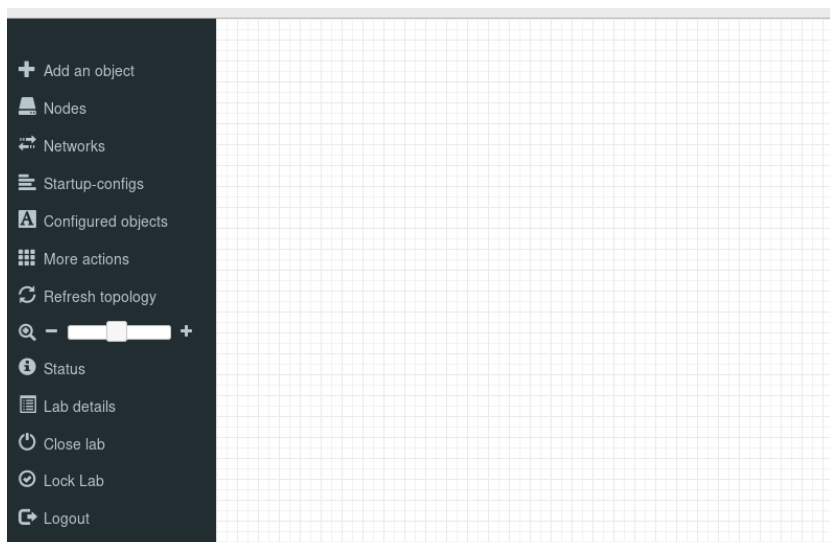 Add an object
Nodes
Networks
Startup-configs
A Configured objects
More actions
Refresh topology
Status
Lab details
Close lab
Lock Lab
Logout